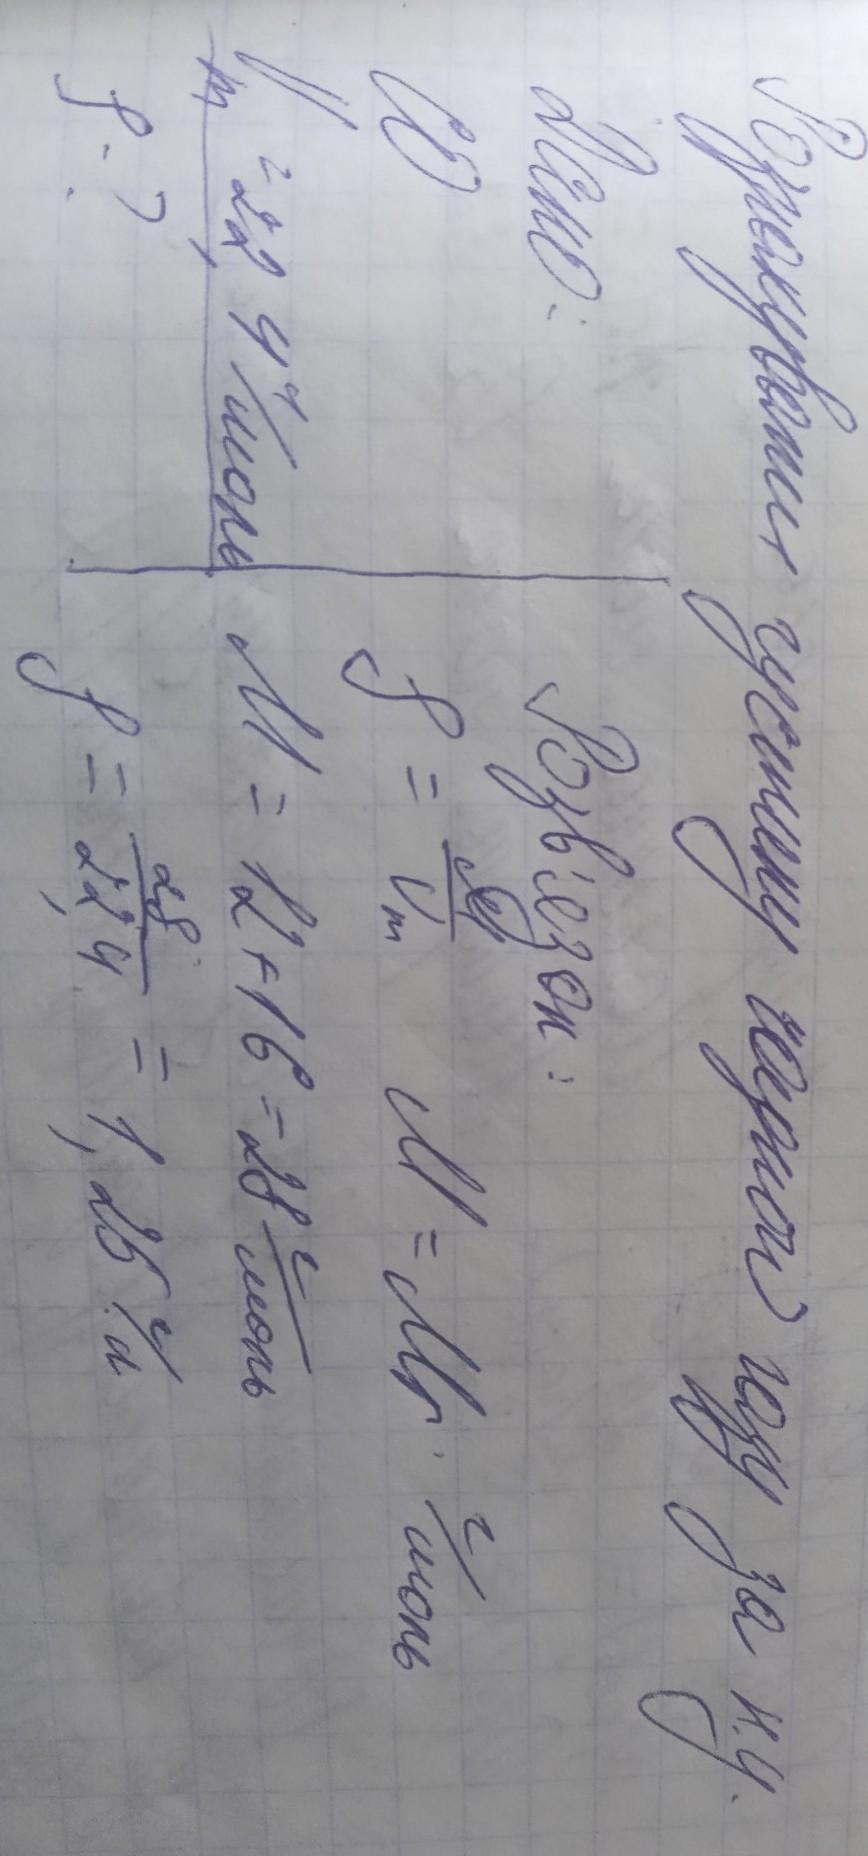 Розрахувати густину чадного газу за н.у.
Дано:
CO
Vm = 22,4 л/моль
ρ - ?
Розв'язок:
ρ = M/Vm M = Mr · г/моль
M = 12+16 = 28 г/моль
ρ = 28/22,4 = 1,25 г/л